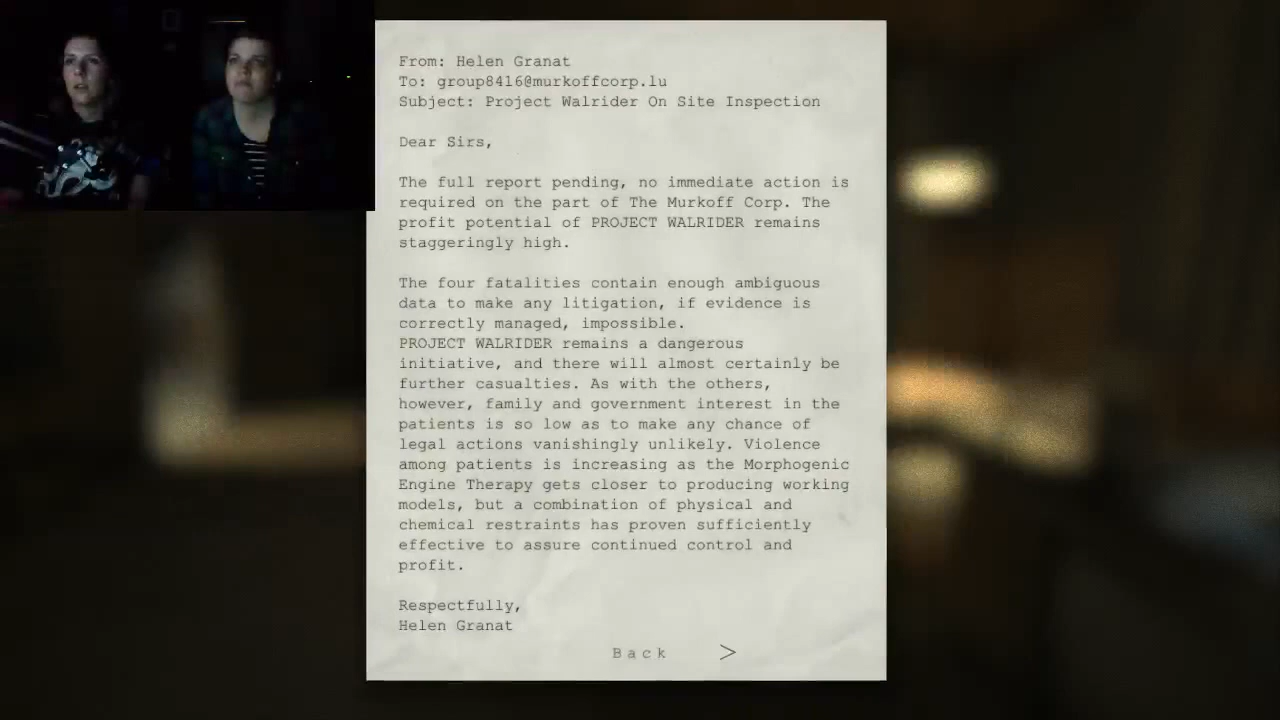 From: Helen Granat
To: group8416@murkoffcorp.lu
Subject: Project Walrider On Site Inspection
Dear Sirs,
The full report pending, no immediate action is
required on the part of The Murkoff Corp. The
profit potential of PROJECT WALRIDER remains
staggeringly high.
The four fatalities contain enough ambiguous
data to make any litigation, if evidence is
correctly managed, impossible.
PROJECT WALRIDER remains a dangerous
initiative, and there will almost certainly be
further casualties. As with the others,
however, family and government interest in the
patients is so low as to make any chance of
legal actions vanishingly unlikely. Violence
among patients is increasing as the Morphogenic
Engine Therapy gets closer to producing working
models, but a combination of physical and
chemical restraints has proven sufficiently
effective to assure continued control and
profit.
Respectfully,
Helen Granat
Back >